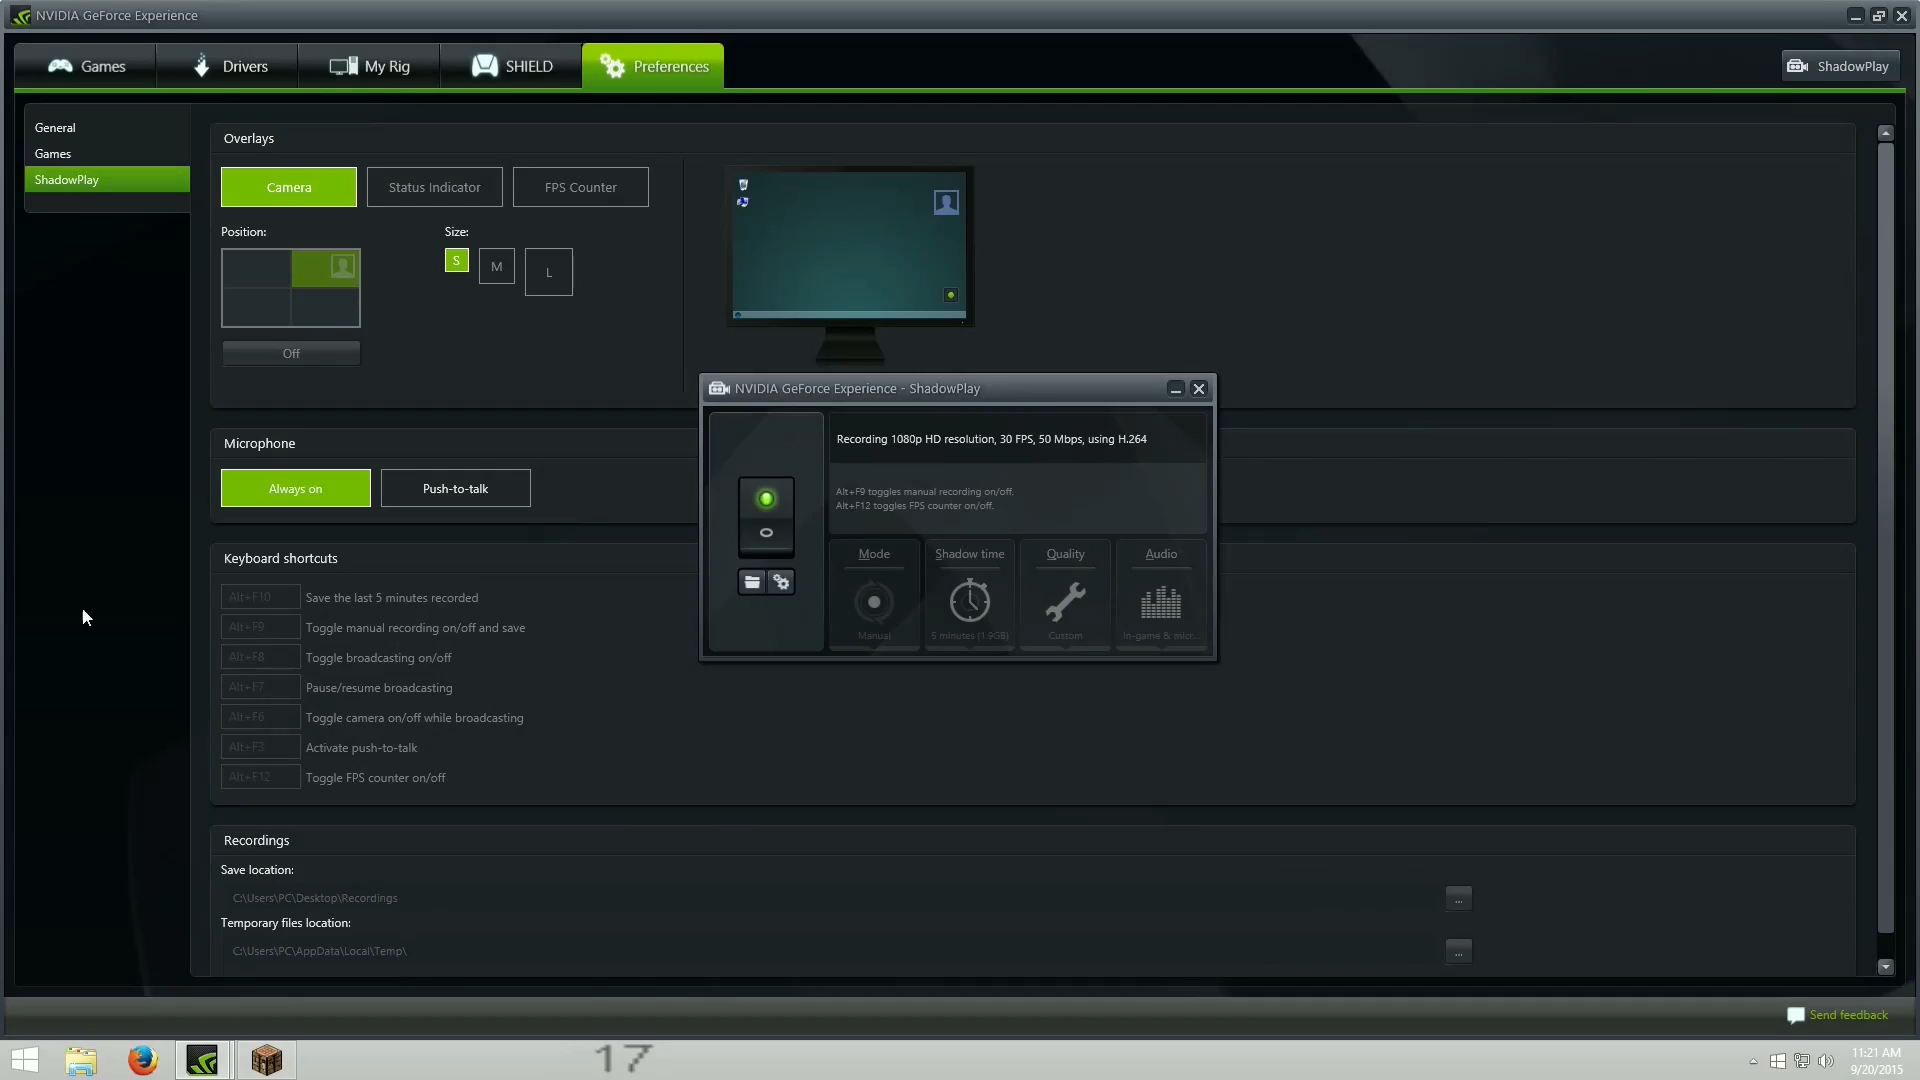 NVIDIA GeForce Experience
Games
Drivers
My Rig
SHIELD
Preferences
ShadowPlay
General
Games
ShadowPlay
Overlays
Camera
Status Indicator
FPS Counter
Position:
Size:
S
M
L
Off
Microphone
Always on
Push-to-talk
Keyboard shortcuts
Alt+F10 Save the last 5 minutes recorded
Alt+F9 Toggle manual recording on/off and save
Alt+F8 Toggle broadcasting on/off
Alt+F7 Pause/resume broadcasting
Alt+F6 Toggle camera on/off while broadcasting
Alt+F3 Activate push-to-talk
Alt+F12 Toggle FPS counter on/off
Recordings
Save location:
C:\Users\PC\Desktop\Recordings
...
Temporary files location:
C:\Users\PC\AppData\Local\Temp\
...
NVIDIA GeForce Experience - ShadowPlay
Recording 1080p HD resolution, 30 FPS, 50 Mbps, using H.264
Alt+F9 toggles manual recording on/off.
Alt+F12 toggles FPS counter on/off.
Mode
Shadow time
Quality
Audio
Manual
5 minutes (1.9GB)
Custom
In-game & micr...
Send feedback
17
11:21 AM
9/20/2015